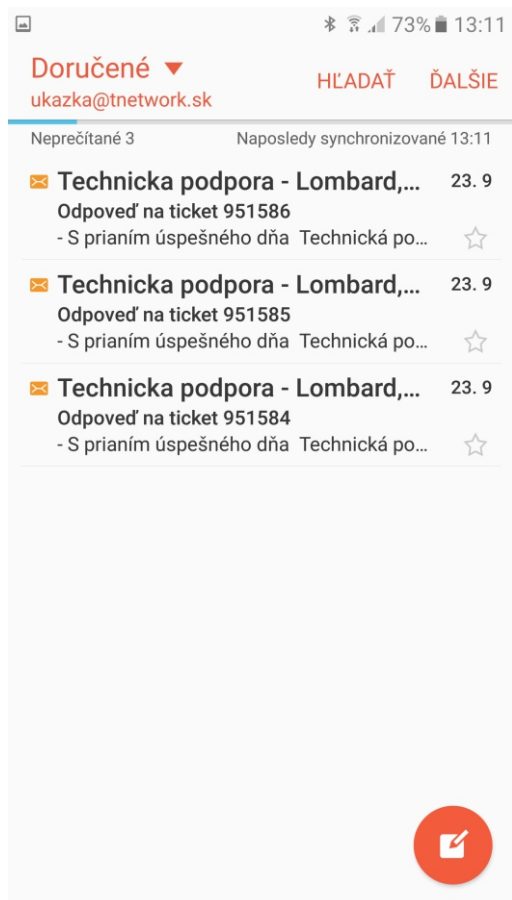 73% 13:11
Doručené
HĽADAŤ ĎALŠIE
ukazka@tnetwork.sk
Neprečítané 3 Naposledy synchronizované 13:11
Technicka podpora - Lombard,... 23. 9
Odpoveď na ticket 951586
- S prianím úspešného dňa Technická po...
Technicka podpora - Lombard,... 23. 9
Odpoveď na ticket 951585
- S prianím úspešného dňa Technická po...
Technicka podpora - Lombard,... 23. 9
Odpoveď na ticket 951584
- S prianím úspešného dňa Technická po...